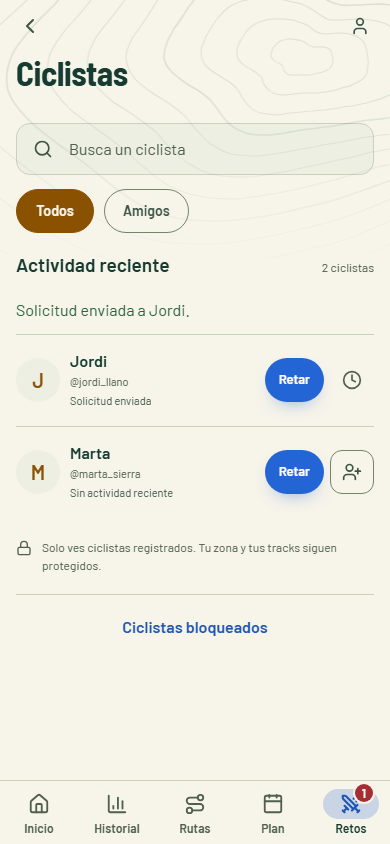 Ciclistas
Busca un ciclista
Todos
Amigos
Actividad reciente
2 ciclistas
Solicitud enviada a Jordi.
J
Jordi
@jordi_llano
Solicitud enviada
Retar
M
Marta
@marta_sierra
Sin actividad reciente
Retar
Solo ves ciclistas registrados. Tu zona y tus tracks siguen
protegidos.
Ciclistas bloqueados
1
Inicio
Historial
Rutas
Plan
Retos